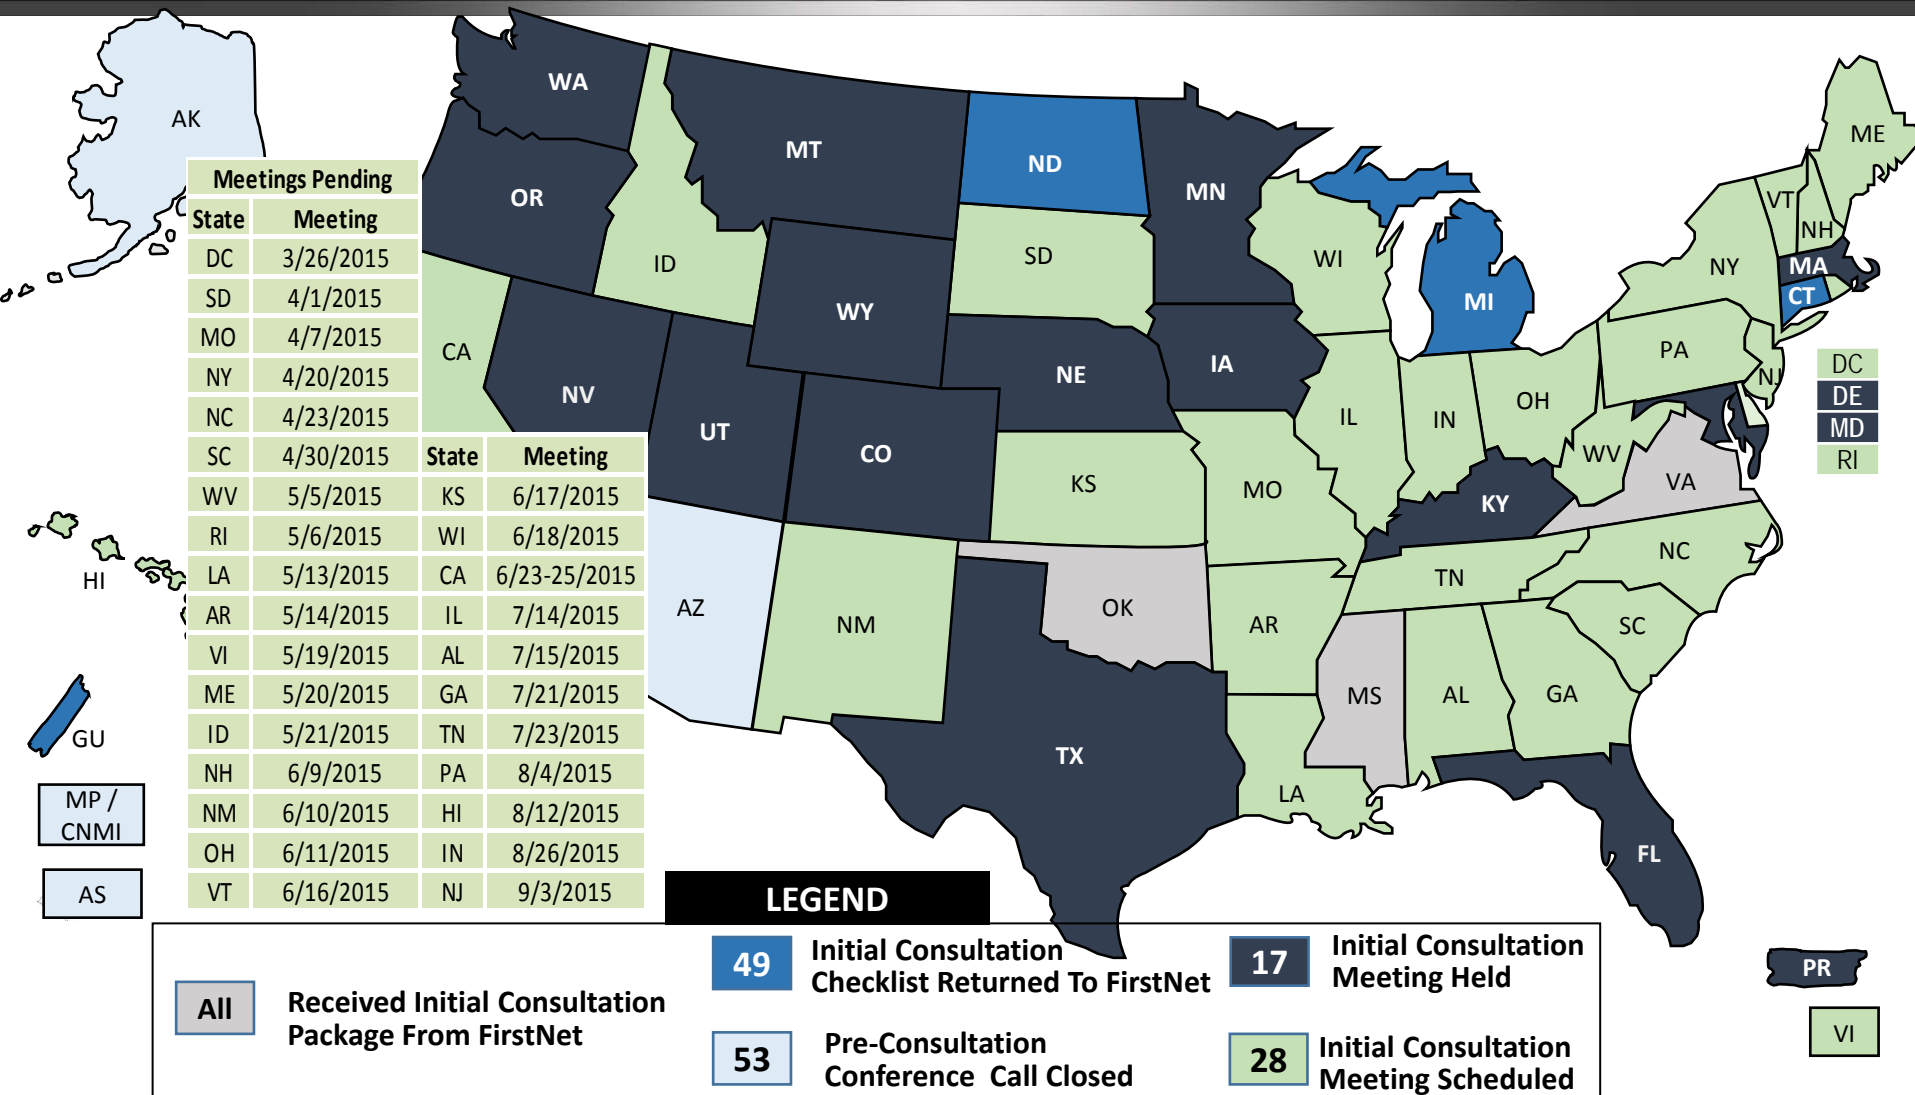 AK
WA
MT
ND
MN
OR
ID
SD
WI
MI
WY
ME
VT
NH
NY
MA
CT
CA
NV
UT
CO
NE
IA
IL
IN
OH
PA
NJ
DC
DE
MD
RI
KS
MO
KY
WV
VA
NC
TN
SC
AZ
NM
OK
AR
MS
AL
GA
TX
LA
FL
HI
GU
MP /
CNMI
AS
PR
VI
Meetings Pending
State Meeting
DC 3/26/2015
SD 4/1/2015
MO 4/7/2015
NY 4/20/2015
NC 4/23/2015
SC 4/30/2015 State Meeting
WV 5/5/2015 KS 6/17/2015
RI 5/6/2015 WI 6/18/2015
LA 5/13/2015 CA 6/23-25/2015
AR 5/14/2015 IL 7/14/2015
VI 5/19/2015 AL 7/15/2015
ME 5/20/2015 GA 7/21/2015
ID 5/21/2015 TN 7/23/2015
NH 6/9/2015 PA 8/4/2015
NM 6/10/2015 HI 8/12/2015
OH 6/11/2015 IN 8/26/2015
VT 6/16/2015 NJ 9/3/2015
LEGEND
All
Received Initial Consultation
Package From FirstNet
49
Initial Consultation
Checklist Returned To FirstNet
53
Pre-Consultation
Conference Call Closed
17
Initial Consultation
Meeting Held
28
Initial Consultation
Meeting Scheduled